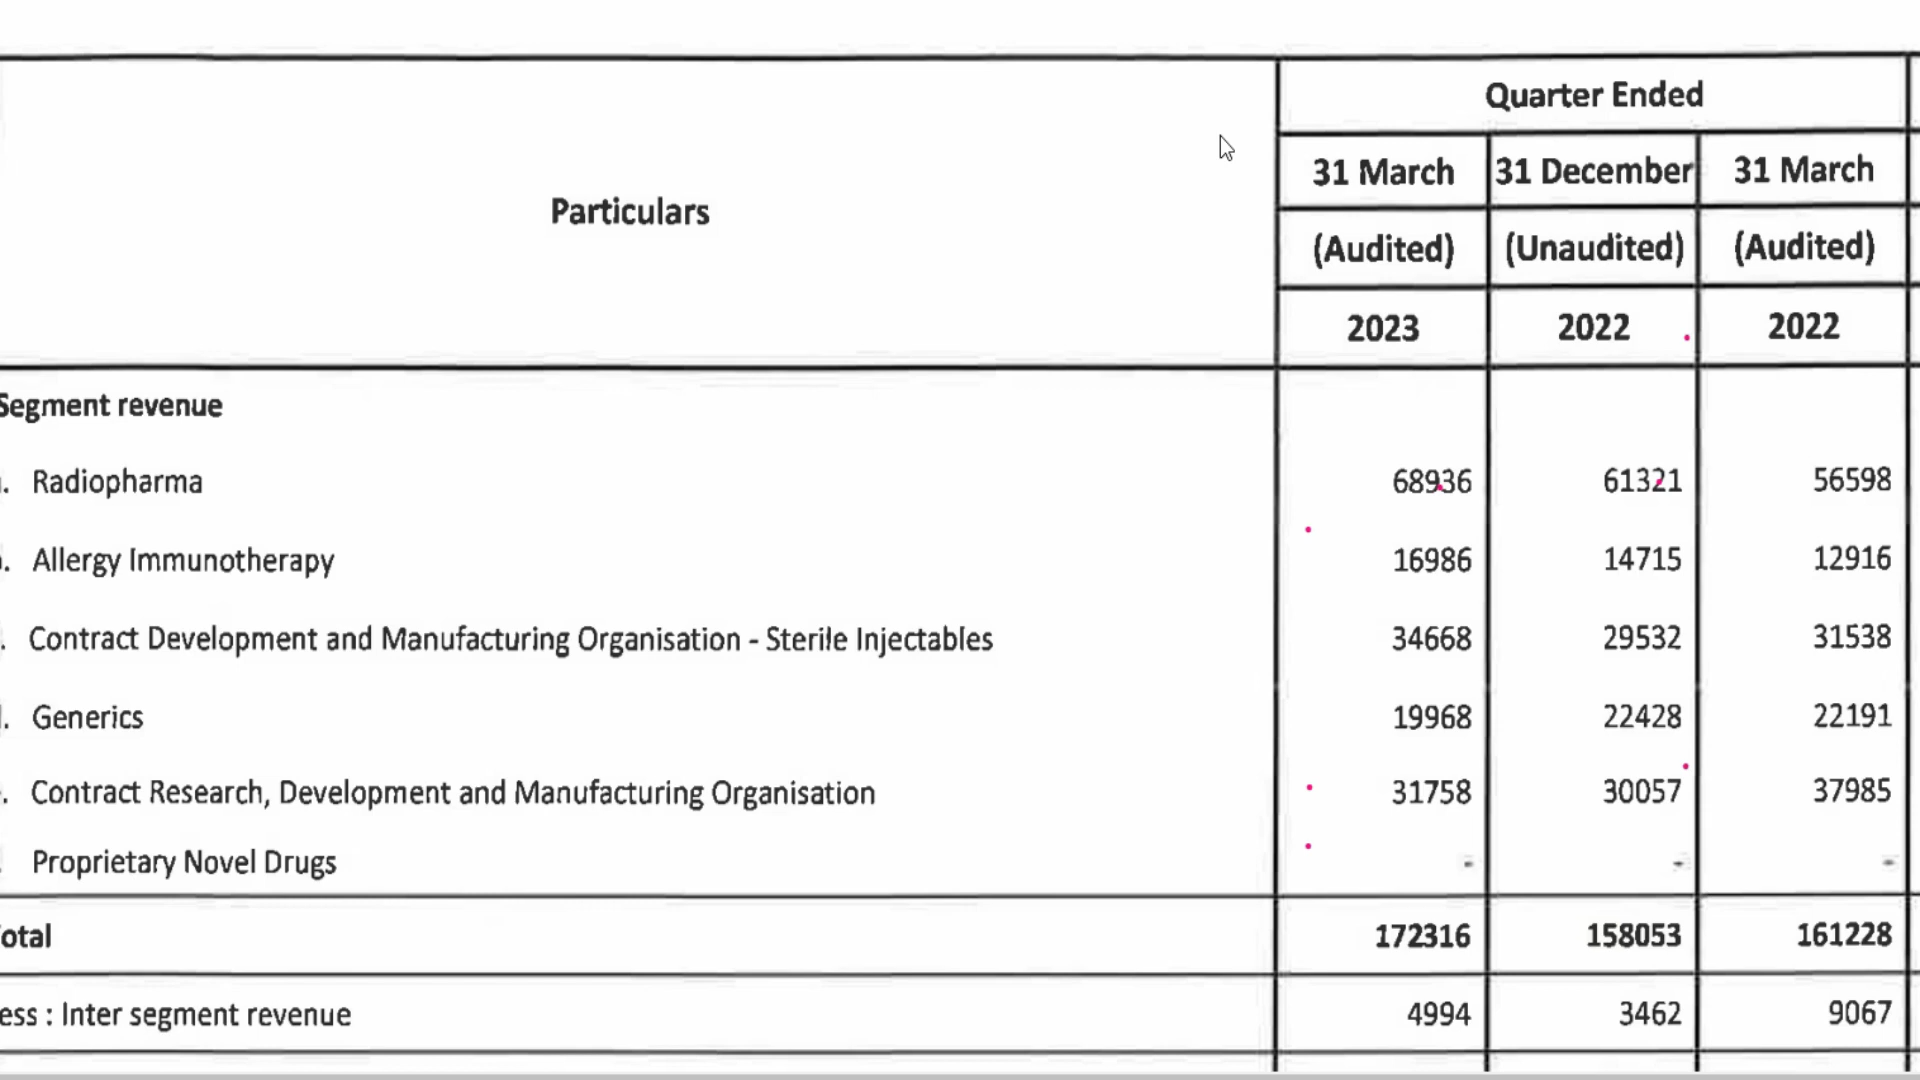 Quarter Ended
Particulars
31 March 31 December 31 March
(Audited) (Unaudited) (Audited)
2023 2022 2022
Segment revenue
. Radiopharma 68936 61321 56598
. Allergy Immunotherapy 16986 14715 12916
. Contract Development and Manufacturing Organisation - Sterile Injectables 34668 29532 31538
. Generics 19968 22428 22191
. Contract Research, Development and Manufacturing Organisation 31758 30057 37985
Proprietary Novel Drugs - - -
otal 172316 158053 161228
ess : Inter segment revenue 4994 3462 9067